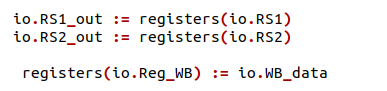 io.RS1_out := registers(io.RS1)
io.RS2_out := registers(io.RS2)
registers(io.Reg_WB) := io.WB_data